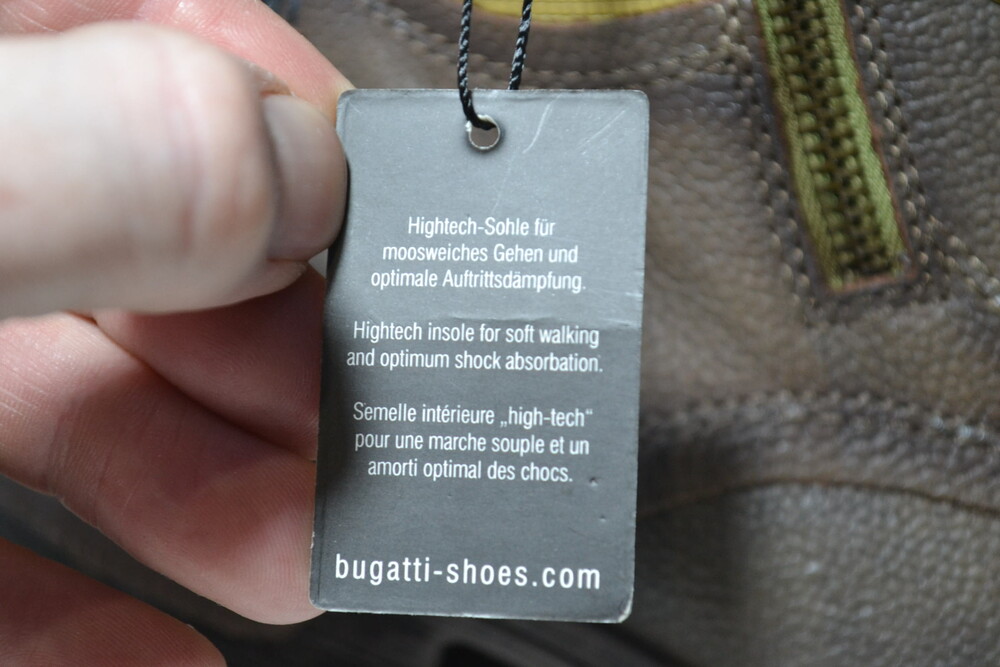 Hightech-Sohle für
moosweiches Gehen und
optimale Auftrittsdämpfung.
Hightech insole for soft walking
and optimum shock absorbation.
Semelle intérieure „high-tech“
pour une marche souple et un
amorti optimal des chocs.
bugatti-shoes.com